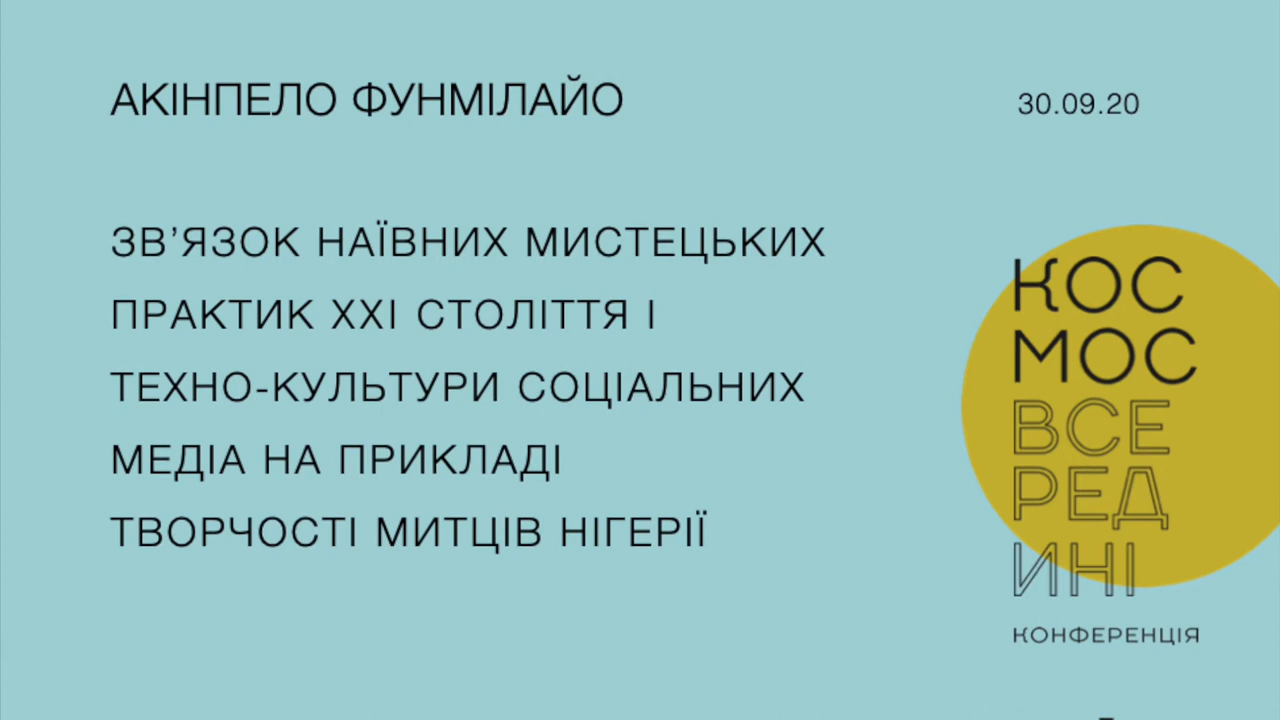 АКІНПЕЛО ФУНМІЛАЙО
30.09.20
ЗВ’ЯЗОК НАЇВНИХ МИСТЕЦЬКИХ
ПРАКТИК ХХІ СТОЛІТТЯ І
ТЕХНО-КУЛЬТУРИ СОЦІАЛЬНИХ
МЕДІА НА ПРИКЛАДІ
ТВОРЧОСТІ МИТЦІВ НІГЕРІЇ
КОС
МОС
ВСЕ
РЕД
ИНІ
КОНФЕРЕНЦІЯ